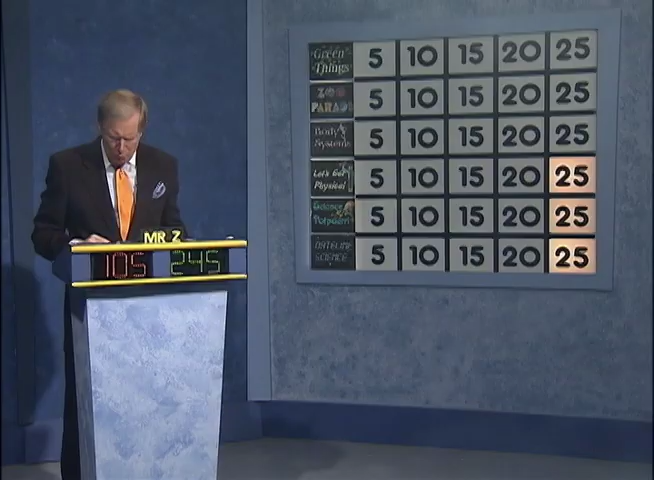 Green Things 5 10 15 20 25
ZOO PARADE 5 10 15 20 25
Body Systems 5 10 15 20 25
Let's Get Physical 5 10 15 20 25
Science Potpourri 5 10 15 20 25
DATELINE SCIENCE 5 10 15 20 25
MR Z
105 245